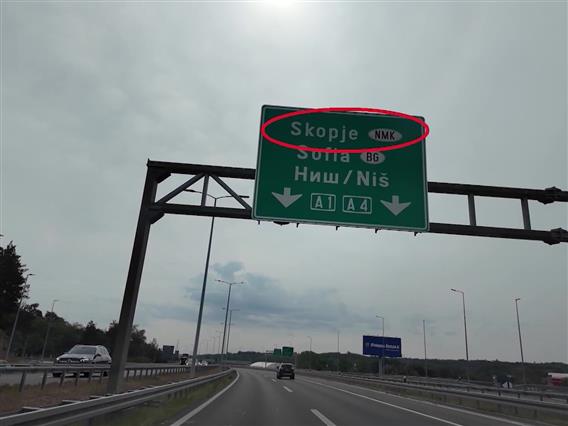 Skopje NMK
Sofia BG
Ниш/Niš
A1 A4